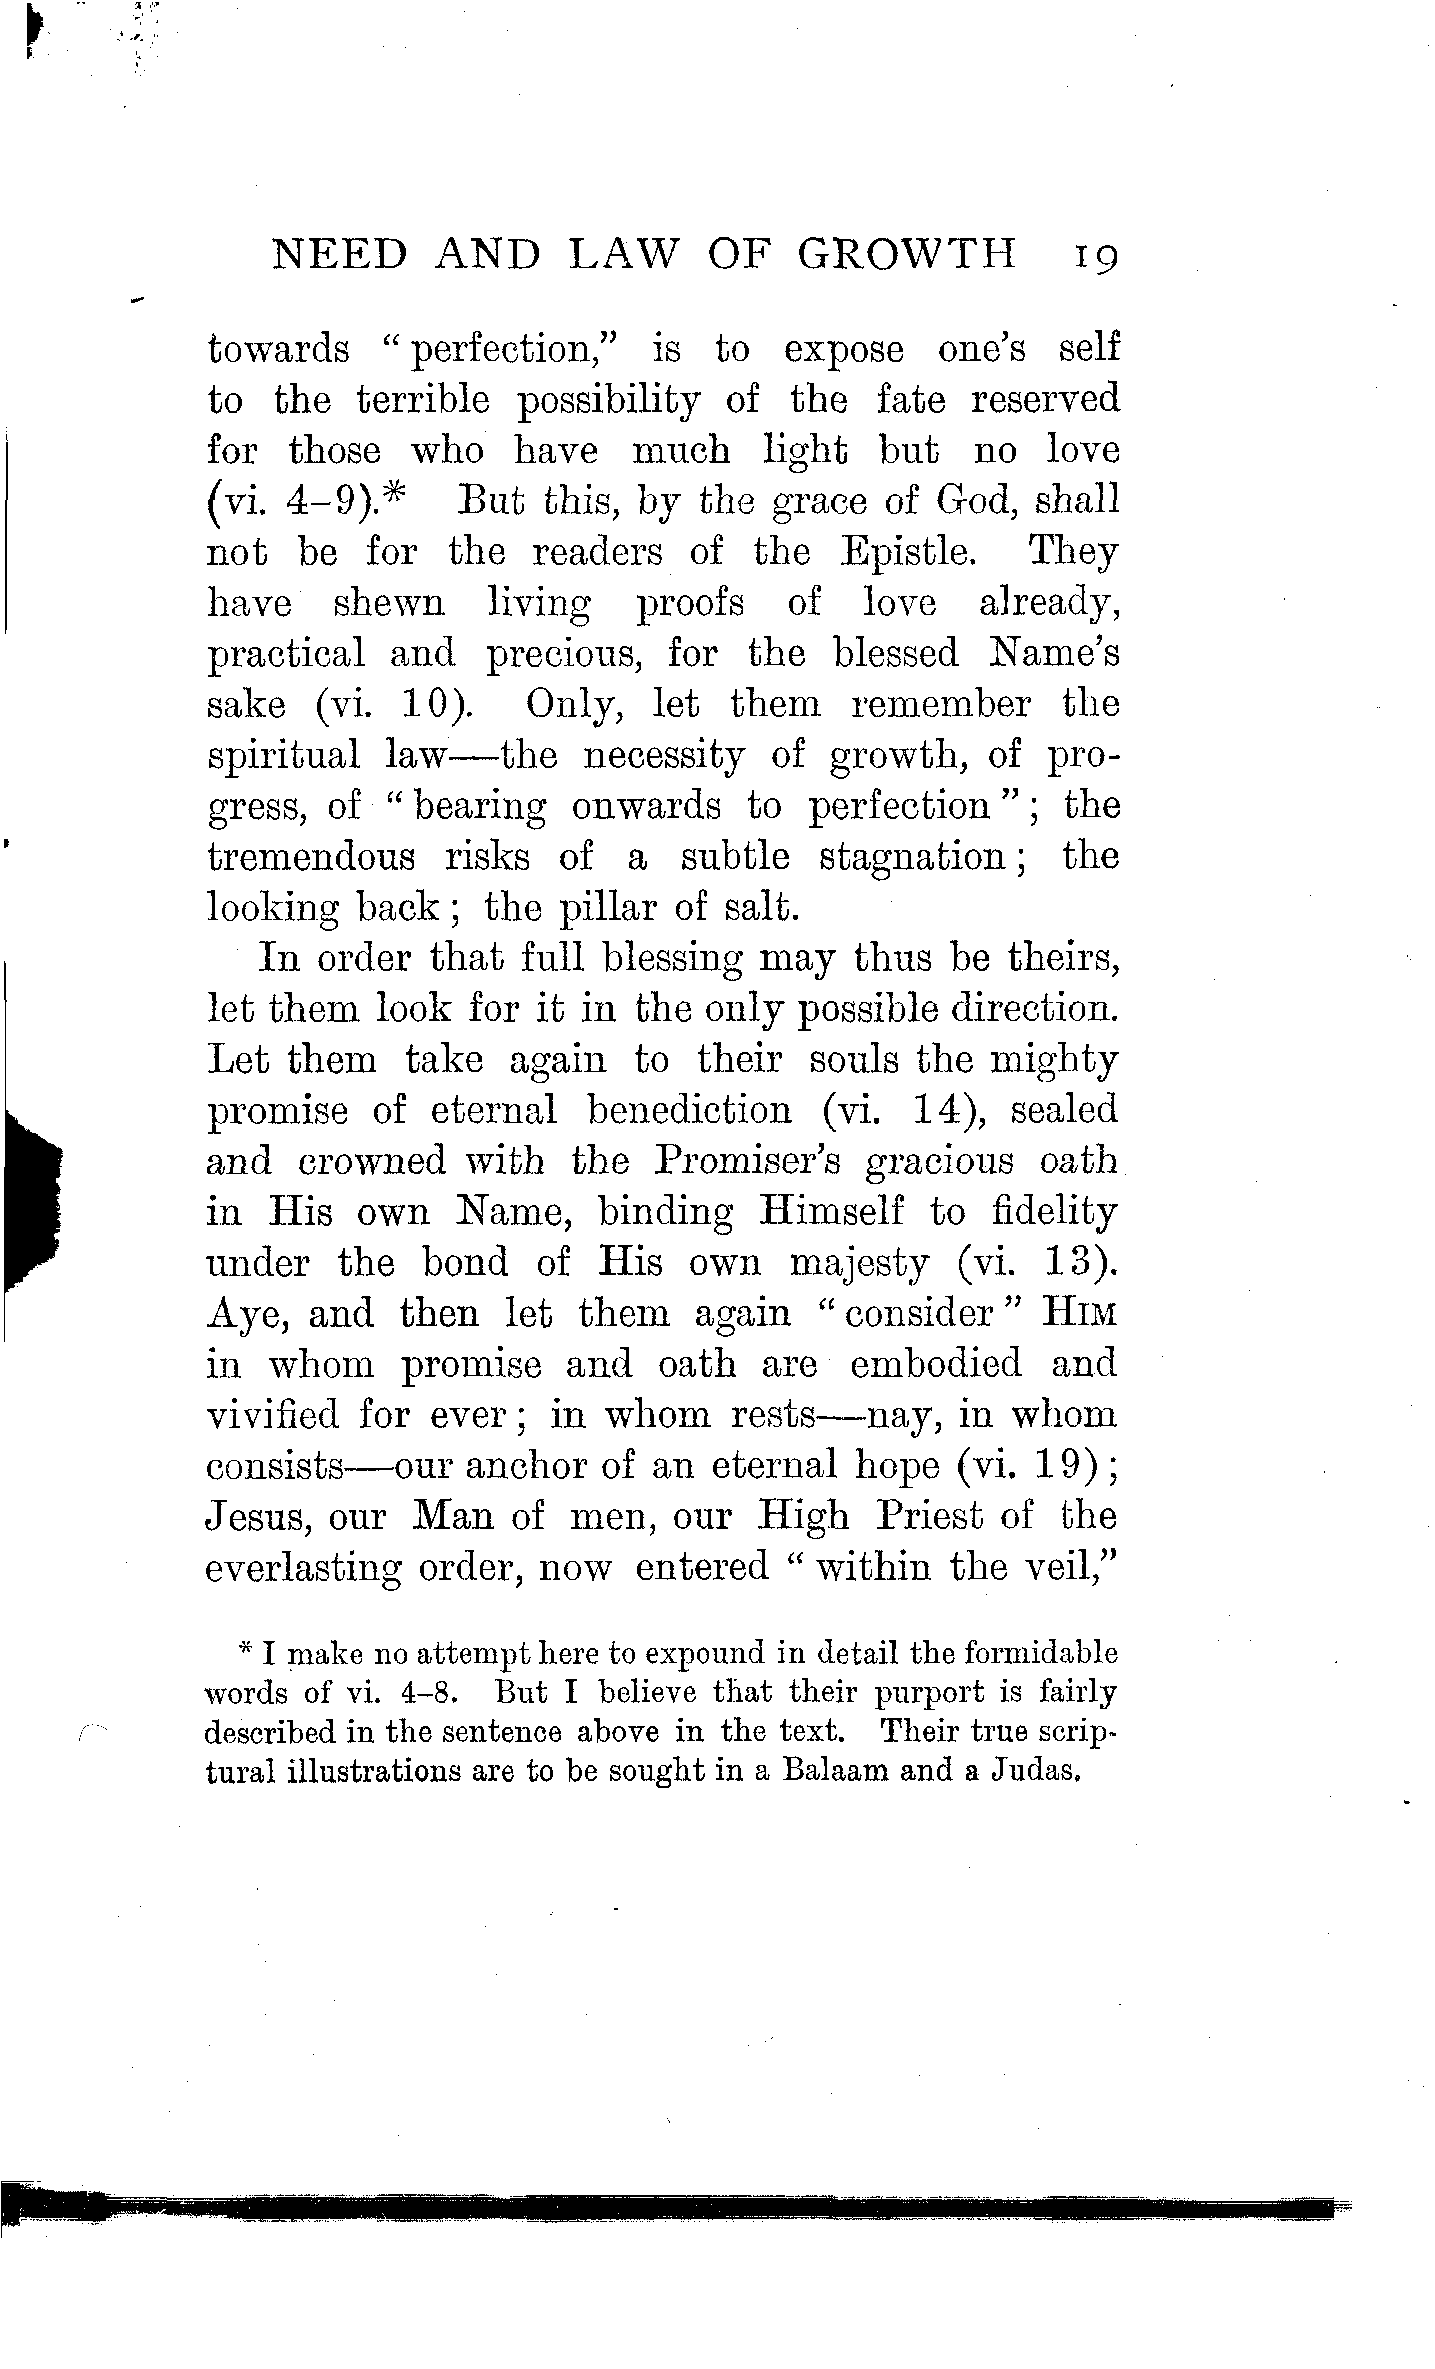 NEED AND LAW OF GROWTH 19
towards “perfection,” is to expose one’s self
to the terrible possibility of the fate reserved
for those who have much light but no love
(vi. 4–9).* But this, by the grace of God, shall
not be for the readers of the Epistle. They
have shewn living proofs of love already,
practical and precious, for the blessed Name’s
sake (vi. 10). Only, let them remember the
spiritual law—the necessity of growth, of pro-
gress, of “bearing onwards to perfection”; the
tremendous risks of a subtle stagnation; the
looking back; the pillar of salt.
In order that full blessing may thus be theirs,
let them look for it in the only possible direction.
Let them take again to their souls the mighty
promise of eternal benediction (vi. 14), sealed
and crowned with the Promiser’s gracious oath
in His own Name, binding Himself to fidelity
under the bond of His own majesty (vi. 13).
Aye, and then let them again “consider” HIM
in whom promise and oath are embodied and
vivified for ever; in whom rests—nay, in whom
consists—our anchor of an eternal hope (vi. 19);
Jesus, our Man of men, our High Priest of the
everlasting order, now entered “within the veil,”
* I make no attempt here to expound in detail the formidable
words of vi. 4–8. But I believe that their purport is fairly
described in the sentence above in the text. Their true scrip-
tural illustrations are to be sought in a Balaam and a Judas.